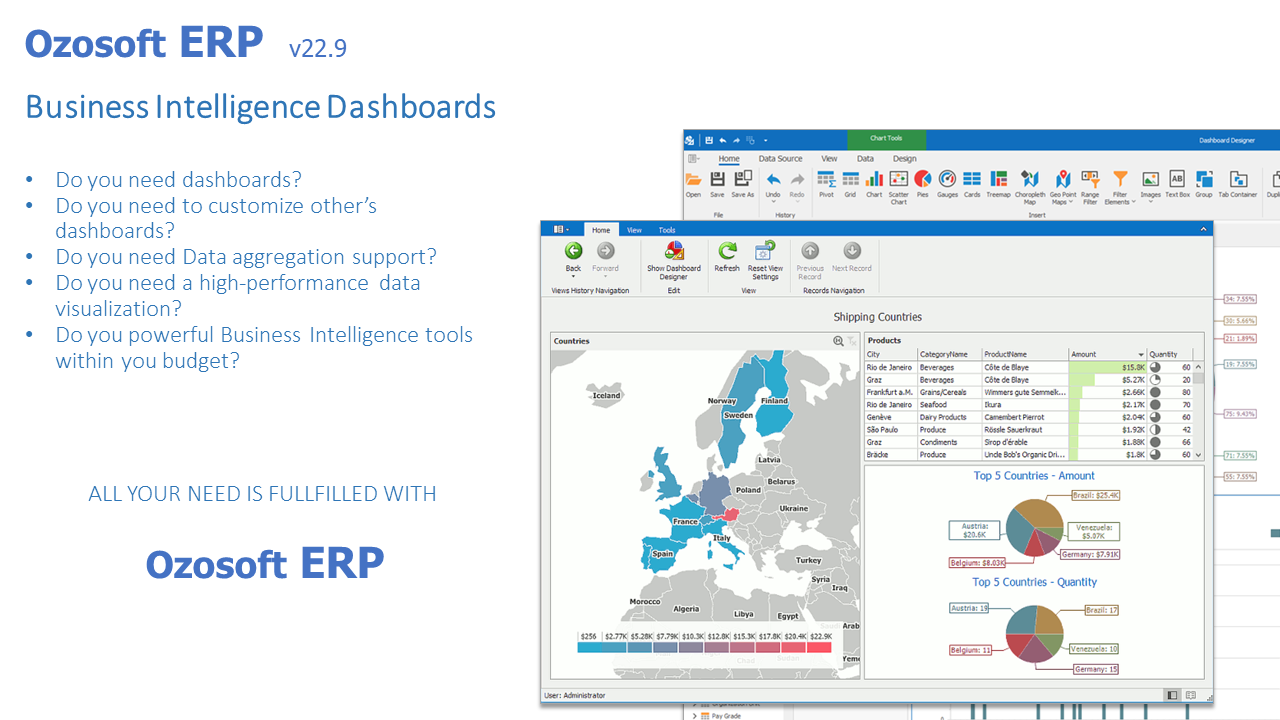 Ozosoft ERP v22.9
Business Intelligence Dashboards
• Do you need dashboards?
• Do you need to customize other's
dashboards?
• Do you need Data aggregation support?
• Do you need a high-performance data
visualization?
• Do you powerful Business Intelligence tools
within you budget?
ALL YOUR NEED IS FULLFILLED WITH
Ozosoft ERP
Chart Tools
Dashboard Designer
Home Data Source View Data Design
Open Save Save As Undo Redo Pivot Grid Chart Scatter Chart Pies Gauges Cards Treemap Choropleth Map Geo Point Maps Range Filter Filter Elements Images Text Box Group Tab Container
File History Insert
Home View Tools
Back Forward Show Dashboard Designer Refresh Reset View Settings Previous Record Next Record
Views History Navigation Edit View Records Navigation
Shipping Countries
Countries
Iceland
Norway
Finland
Sweden
Latvia
Belarus
Poland
Ukraine
France
Italy
Spain
Turkey
Syria
Iraq
Morocco
Algeria
Libya
Egypt
$256 $2.77K $5.28K $7.79K $10.3K $12.8K $15.3K $17.8K $20.4K $22.9K
Products
City CategoryName ProductName Amount Quantity
Rio de Janeiro Beverages Côte de Blaye $15.8K 60
Graz Beverages Côte de Blaye $5.27K 20
Frankfurt a.M. Grains/Cereals Wimmers gute Semmelk... $2.66K 80
Rio de Janeiro Seafood Ikura $2.17K 70
Genève Dairy Products Camembert Pierrot $2.04K 60
São Paulo Produce Rössle Sauerkraut $1.92K 42
Graz Condiments Sirop d'érable $1.88K 66
Bräcke Produce Unde Bob's Organic Dri... $1.8K 60
Top 5 Countries - Amount
Brazil: $25.4K
Austria: $20.6K
Venezuela: $5.07K
Germany: $7.91K
Belgium: $8.03K
Top 5 Countries - Quantity
Austria: 19
Brazil: 17
Belgium: 11
Venezuela: 10
Germany: 15
34: 7.55%
30: 5.66%
21: 1.89%
19: 7.55%
75: 9.43%
71: 7.55%
55: 7.55%
User: Administrator
Pay Grade